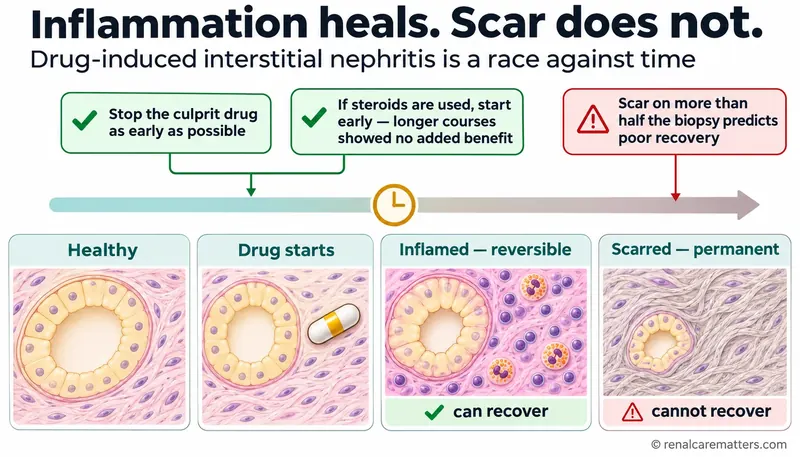 Inflammation heals. Scar does not.
Drug-induced interstitial nephritis is a race against time
Stop the culprit drug
as early as possible
If steroids are used, start
early — longer courses
showed no added benefit
Scar on more than
half the biopsy predicts
poor recovery
Healthy
Drug starts
Inflamed — reversible
Scarred — permanent
can recover
cannot recover
© renalcarematters.com